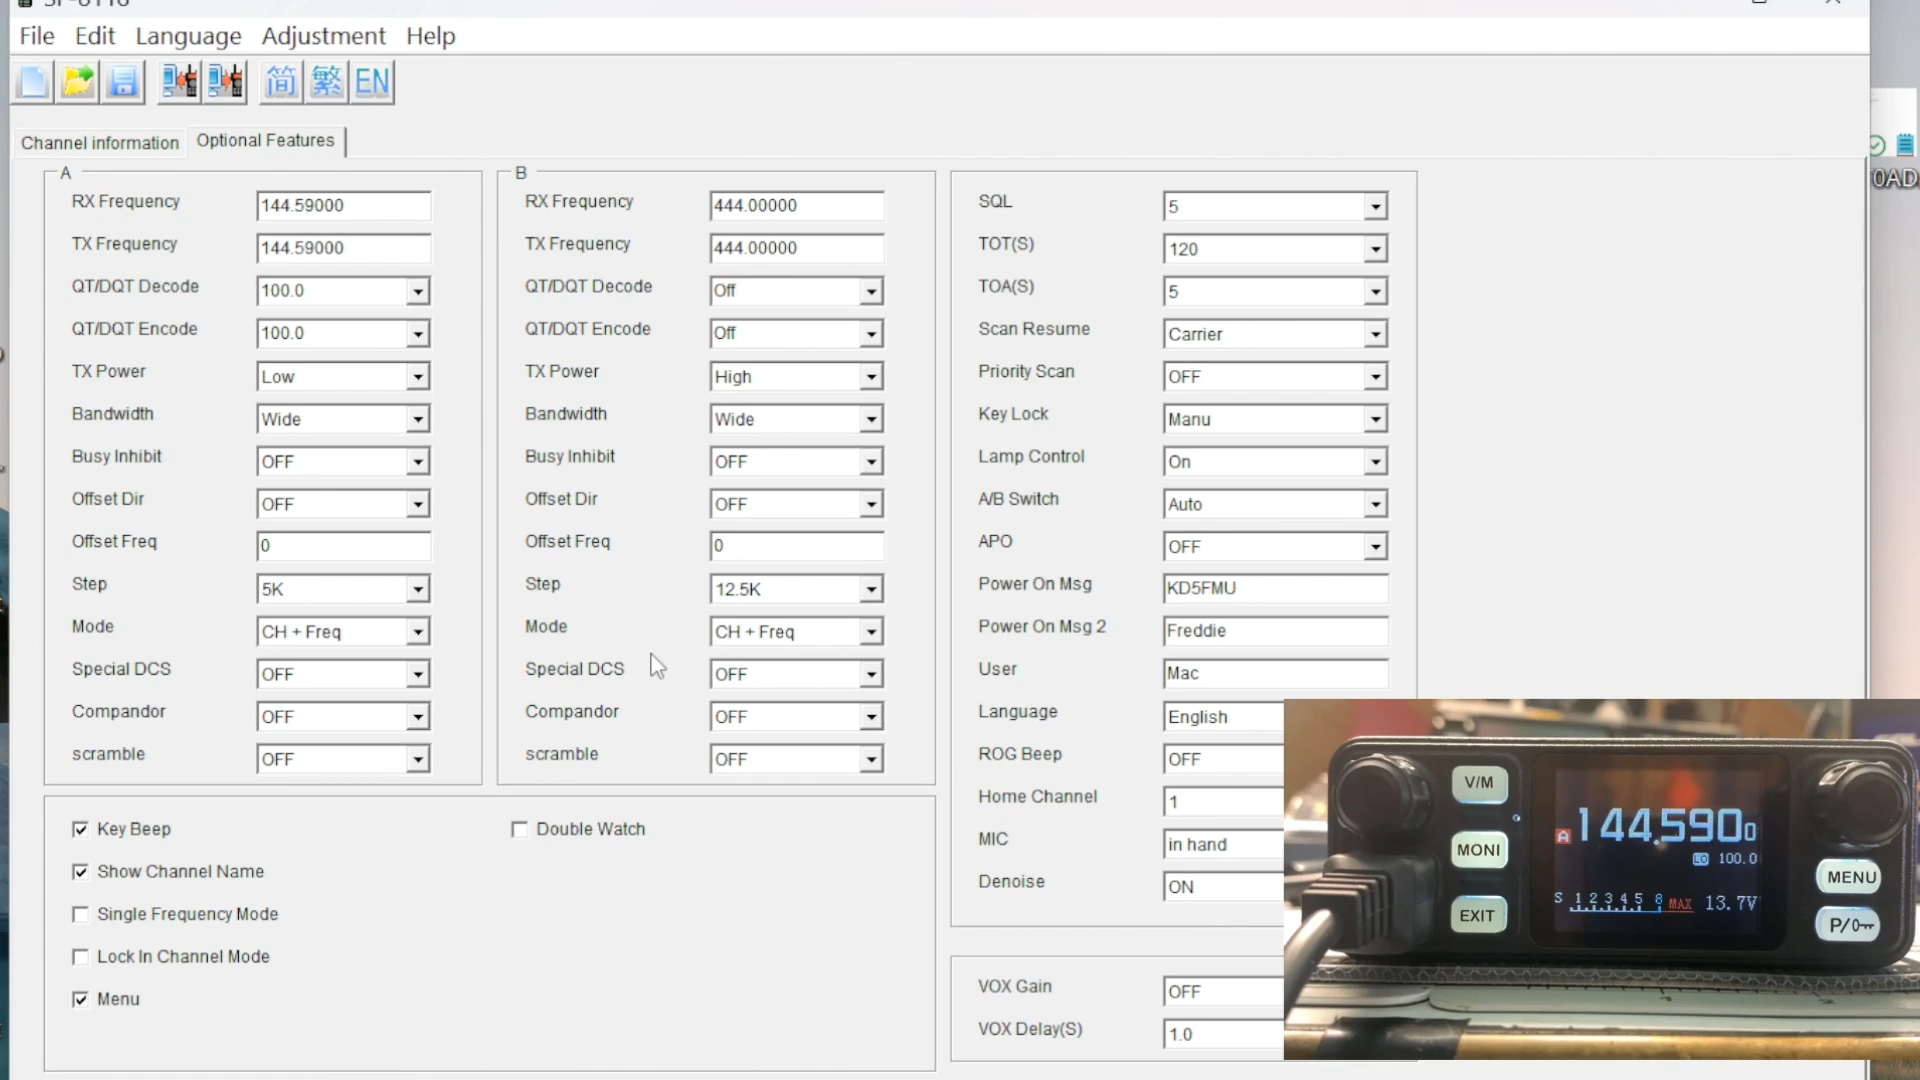 File Edit Language Adjustment Help
简 繁 EN
Channel information Optional Features
A
RX Frequency 144.59000
TX Frequency 144.59000
QT/DQT Decode 100.0
QT/DQT Encode 100.0
TX Power Low
Bandwidth Wide
Busy Inhibit OFF
Offset Dir OFF
Offset Freq 0
Step 5K
Mode CH + Freq
Special DCS OFF
Compandor OFF
scramble OFF
B
RX Frequency 444.00000
TX Frequency 444.00000
QT/DQT Decode Off
QT/DQT Encode Off
TX Power High
Bandwidth Wide
Busy Inhibit OFF
Offset Dir OFF
Offset Freq 0
Step 12.5K
Mode CH + Freq
Special DCS OFF
Compandor OFF
scramble OFF
SQL 5
TOT(S) 120
TOA(S) 5
Scan Resume Carrier
Priority Scan OFF
Key Lock Manu
Lamp Control On
A/B Switch Auto
APO OFF
Power On Msg KD5FMU
Power On Msg 2 Freddie
User Mac
Language English
ROG Beep OFF
Home Channel 1
MIC in hand
Denoise ON
Key Beep
Double Watch
Show Channel Name
Single Frequency Mode
Lock In Channel Mode
Menu
VOX Gain OFF
VOX Delay(S) 1.0
V/M
MONI
EXIT
A 144.5900
LO 100.0
S 1 2 3 4 5 8 MAX 13.7V
MENU
P/